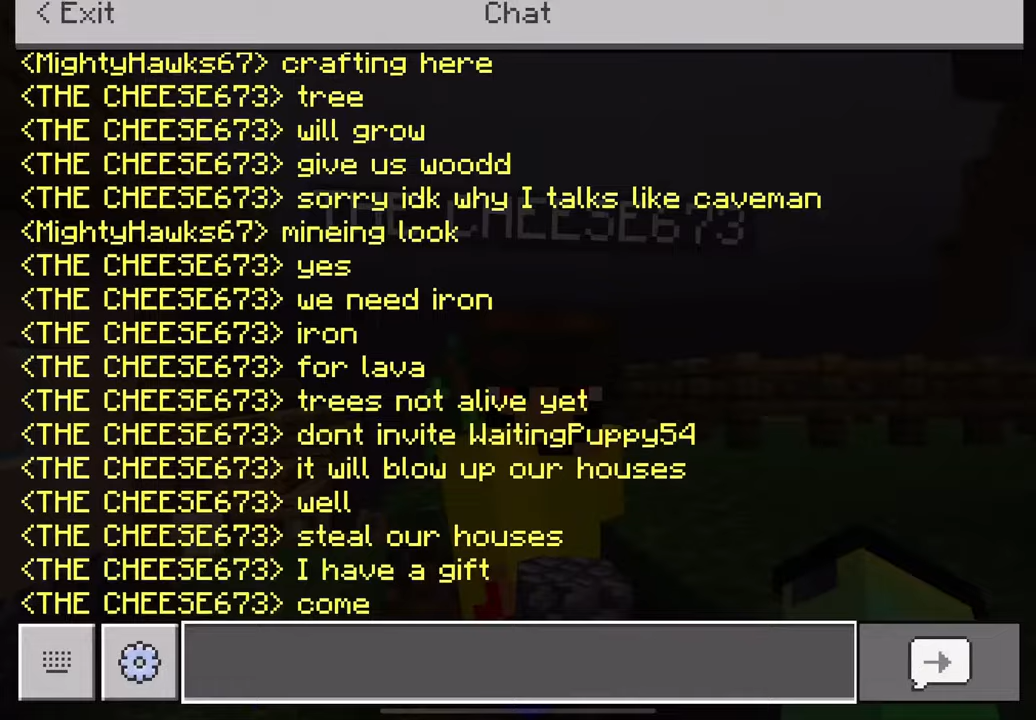 < Exit
Chat
<MightyHawks67> crafting here
<THE CHEESE673> tree
<THE CHEESE673> will grow
<THE CHEESE673> give us woodd
<THE CHEESE673> sorry idk why I talks like caveman
THE CHEESE673
<MightyHawks67> mineing look
<THE CHEESE673> yes
<THE CHEESE673> we need iron
<THE CHEESE673> iron
<THE CHEESE673> for lava
<THE CHEESE673> trees not alive yet
<THE CHEESE673> dont invite WaitingPuppy54
<THE CHEESE673> it will blow up our houses
<THE CHEESE673> well
<THE CHEESE673> steal our houses
<THE CHEESE673> I have a gift
<THE CHEESE673> come